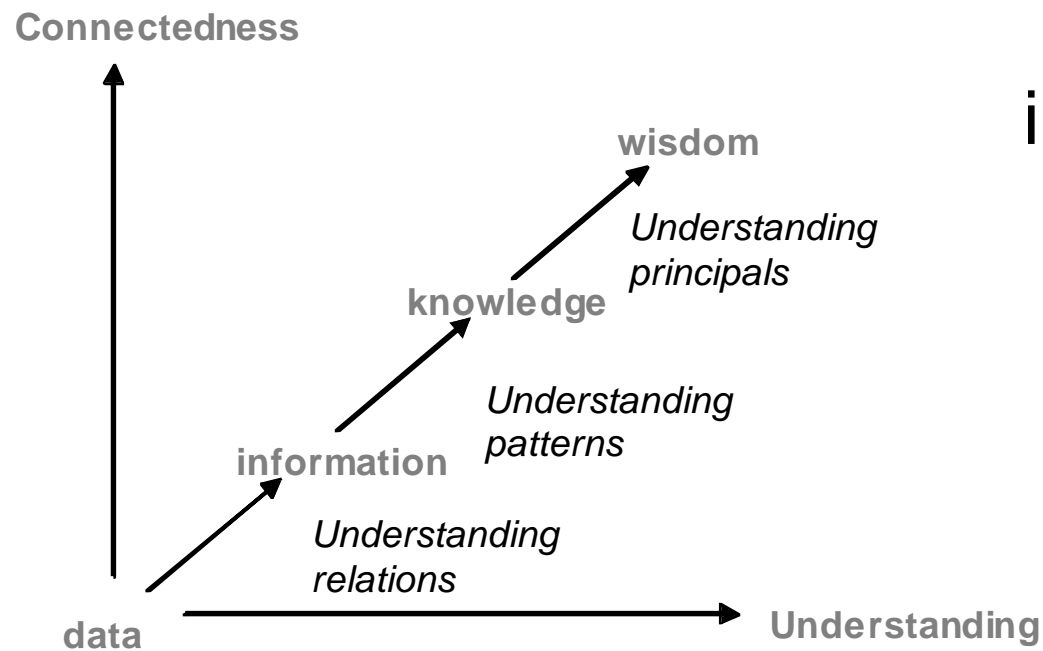 Connectedness
i
wisdom
Understanding
principals
knowledge
Understanding
patterns
information
Understanding
relations
data
Understanding